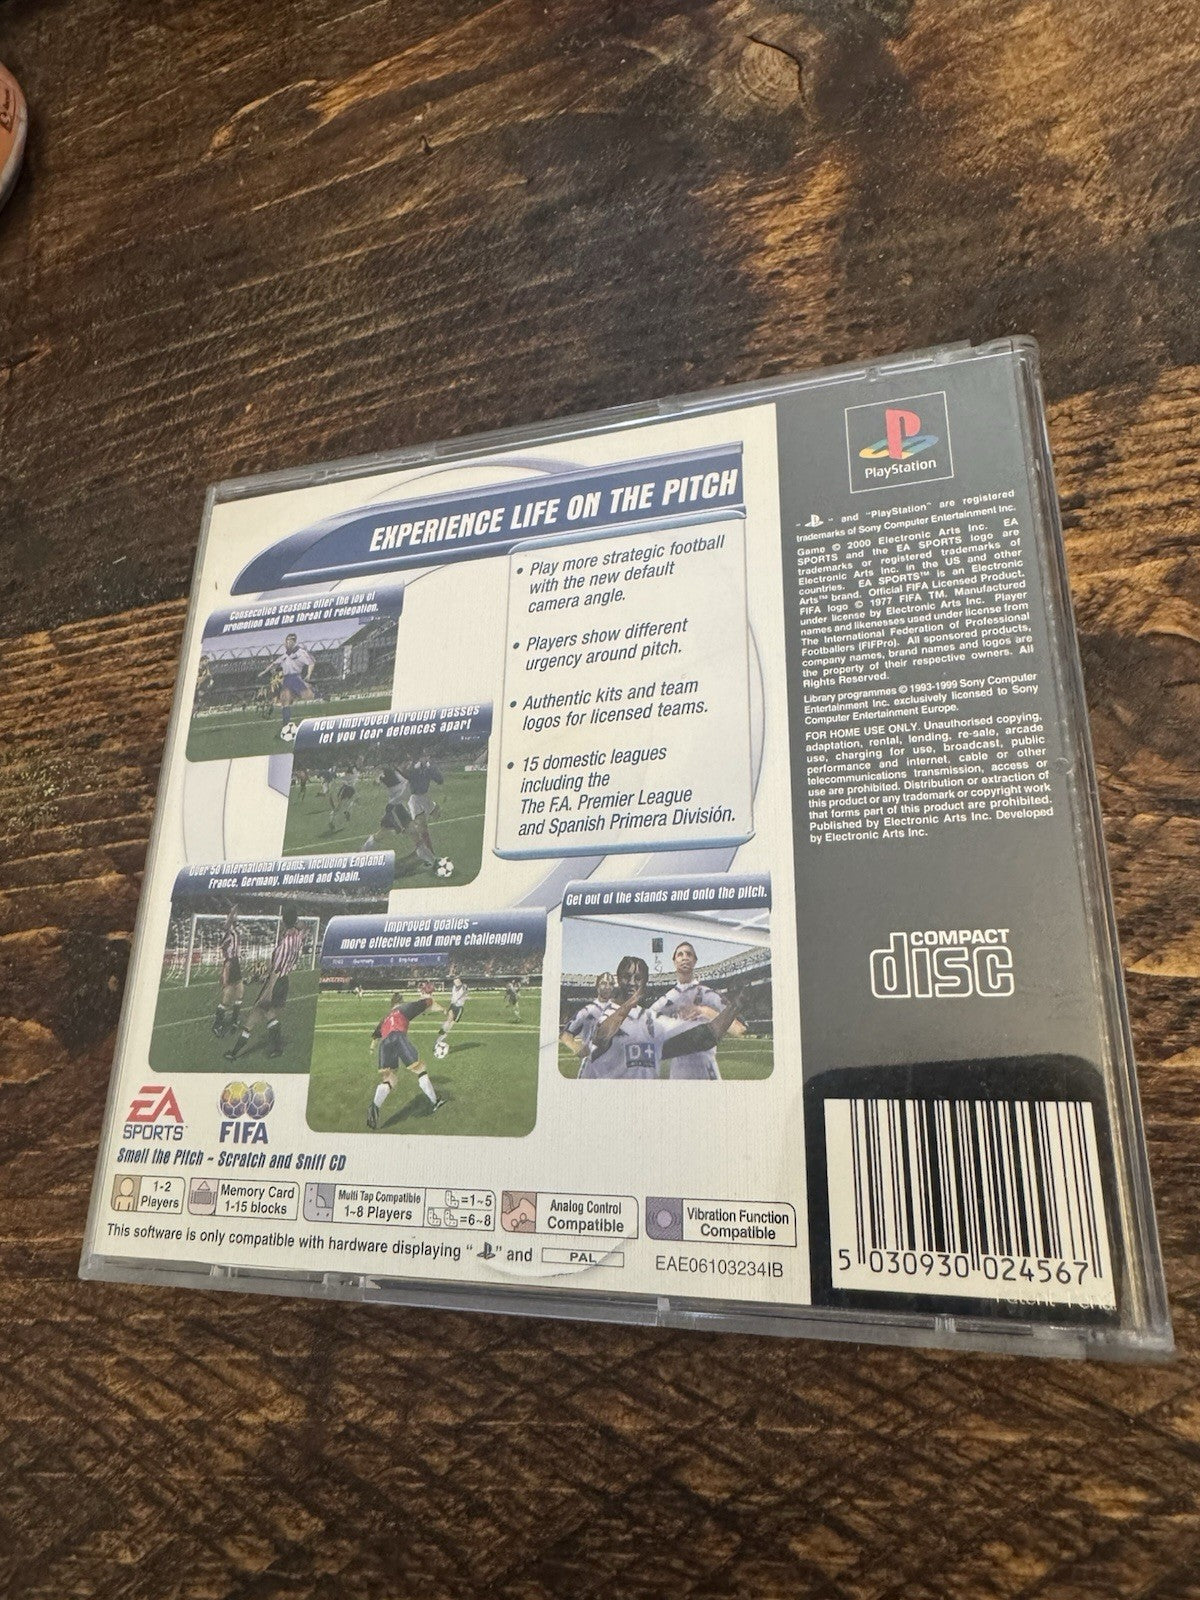 EXPERIENCE LIFE ON THE PITCH
Consecutive seasons offer the joy of
promotion and the threat of relegation.
New improved through passes
let you tear defences apart
• Play more strategic football
with the new default
camera angle.
• Players show different
urgency around pitch.
• Authentic kits and team
logos for licensed teams.
• 15 domestic leagues
including the
The F.A. Premier League
and Spanish Primera División.
Over 50 International Teams, including England,
France, Germany, Holland and Spain.
Improved goalies –
more effective and more challenging
Get out of the stands and onto the pitch.
D+
EA
SPORTS™
FIFA
Smell the Pitch ~ Scratch and Sniff CD
1-2
Players
Memory Card
1-15 blocks
Multi Tap Compatible
1~8 Players
=1~5
=6~8
Analog Control
Compatible
Vibration Function
Compatible
This software is only compatible with hardware displaying " " and PAL
EAE06103234IB
PlayStation
" " and "PlayStation" are registered
trademarks of Sony Computer Entertainment Inc.
Game © 2000 Electronic Arts Inc. EA
SPORTS and the EA SPORTS logo are
trademarks or registered trademarks of
Electronic Arts Inc. in the US and other
countries. EA SPORTS™ is an Electronic
Arts™ brand. Official FIFA Licensed Product.
FIFA logo © 1977 FIFA TM. Manufactured
under license by Electronic Arts Inc. Player
names and likenesses used under license from
The International Federation of Professional
Footballers (FIFPro). All sponsored products,
company names, brand names and logos are
the property of their respective owners. All
Rights Reserved.
Library programmes © 1993-1999 Sony Computer
Entertainment Inc. exclusively licensed to Sony
Computer Entertainment Europe.
FOR HOME USE ONLY. Unauthorised copying,
adaptation, rental, lending, re-sale, arcade
use, charging for use, broadcast, public
performance and internet, cable or other
telecommunications transmission, access or
use are prohibited. Distribution or extraction of
this product or any trademark or copyright work
that forms part of this product are prohibited.
Published by Electronic Arts Inc. Developed
by Electronic Arts Inc.
COMPACT
disc
5 030930 024567